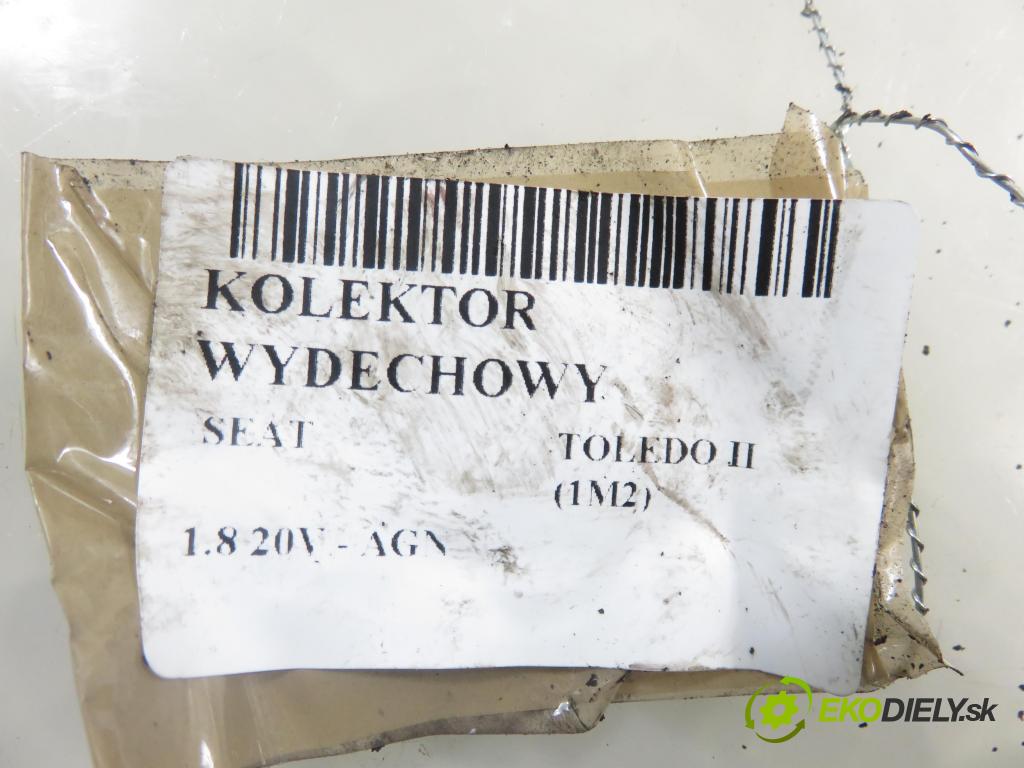 KOLEKTOR
WYDECHOWY
SEAT
TOLEDO II
(1M2)
1.8 20V - AGN
EKODIELY.sk